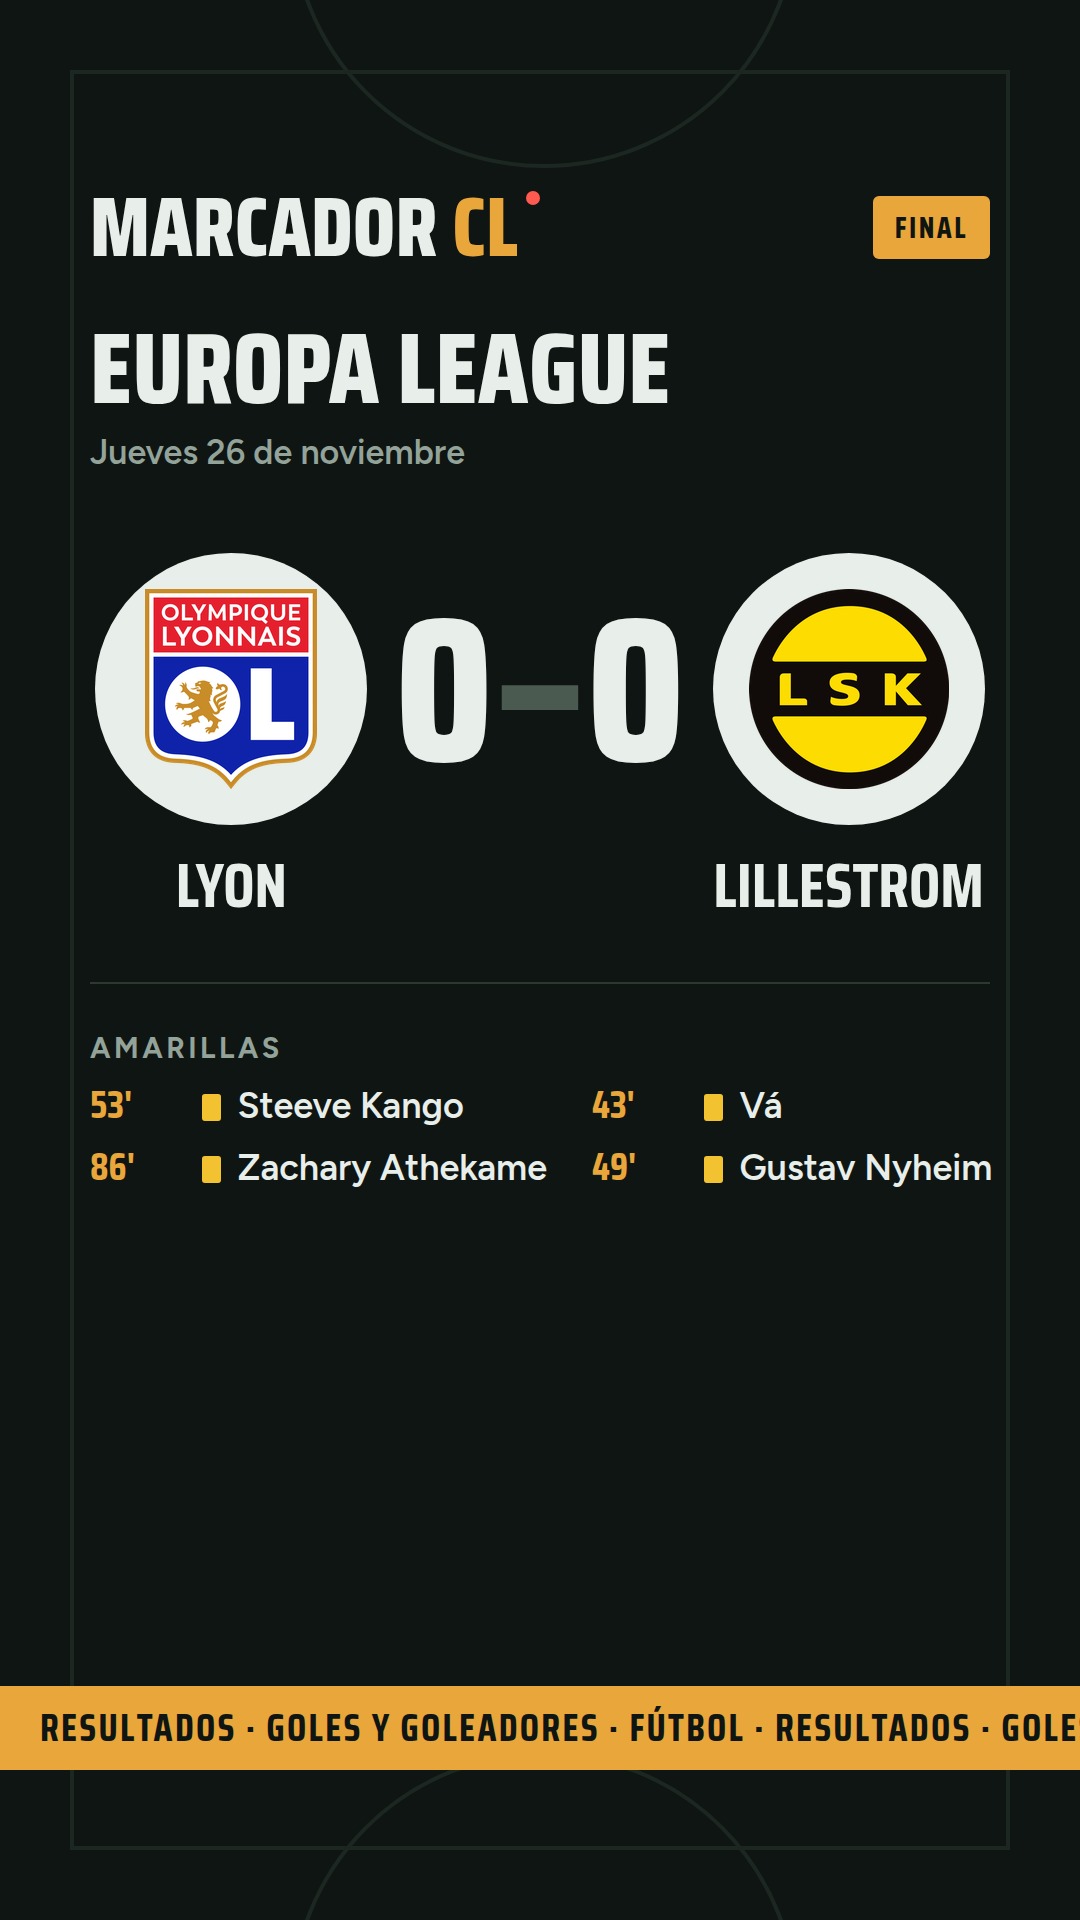 MARCADOR CL
FINAL
EUROPA LEAGUE
Jueves 26 de noviembre
OLYMPIQUE
LYONNAIS
OL
0–0
LSK
LYON
LILLESTROM
AMARILLAS
53' Steeve Kango 43' Vá
86' Zachary Athekame 49' Gustav Nyheim
RESULTADOS · GOLES Y GOLEADORES · FÚTBOL · RESULTADOS · GOLES